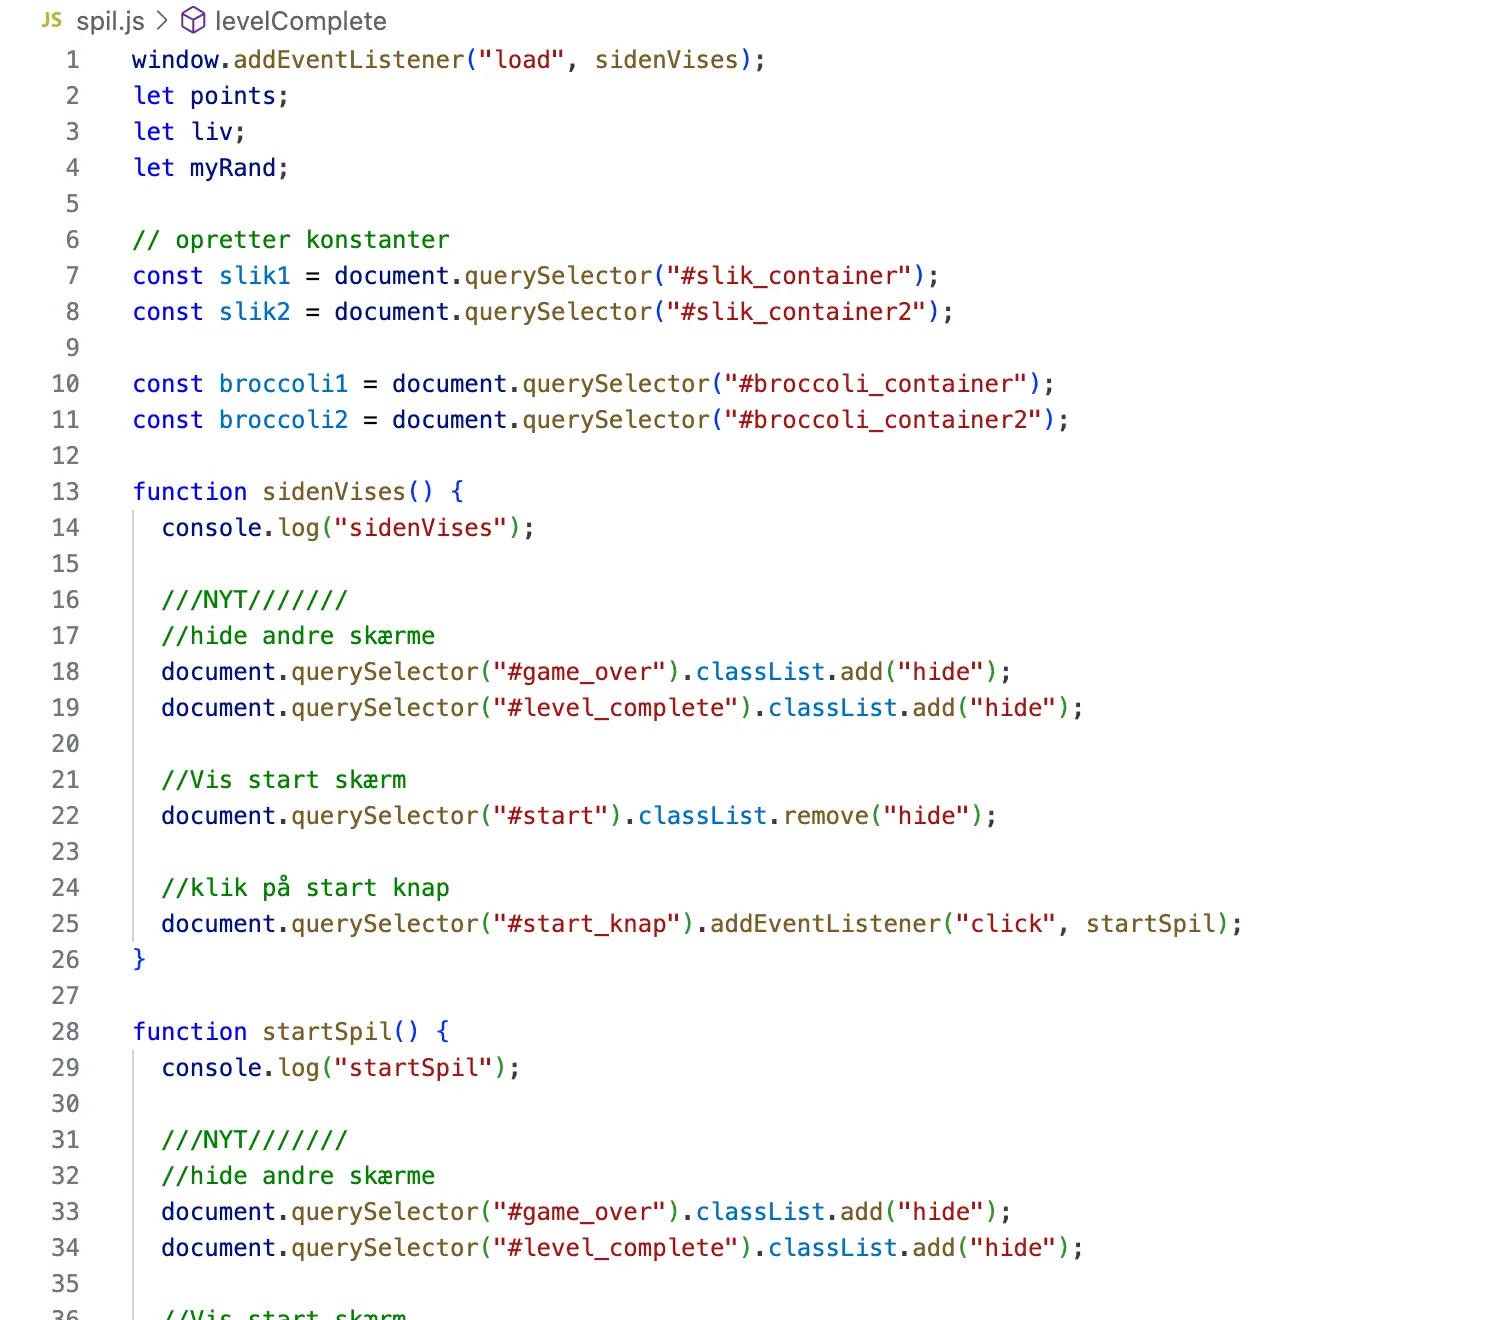 JS spil.js > levelComplete
1 window.addEventListener("load", sidenVises);
2 let points;
3 let liv;
4 let myRand;
5
6 // opretter konstanter
7 const slik1 = document.querySelector("#slik_container");
8 const slik2 = document.querySelector("#slik_container2");
9
10 const broccoli1 = document.querySelector("#broccoli_container");
11 const broccoli2 = document.querySelector("#broccoli_container2");
12
13 function sidenVises() {
14   console.log("sidenVises");
15
16   ///NYT///////
17   //hide andre skærme
18   document.querySelector("#game_over").classList.add("hide");
19   document.querySelector("#level_complete").classList.add("hide");
20
21   //Vis start skærm
22   document.querySelector("#start").classList.remove("hide");
23
24   //klik på start knap
25   document.querySelector("#start_knap").addEventListener("click", startSpil);
26 }
27
28 function startSpil() {
29   console.log("startSpil");
30
31   ///NYT///////
32   //hide andre skærme
33   document.querySelector("#game_over").classList.add("hide");
34   document.querySelector("#level_complete").classList.add("hide");
35
36   //Vis start skærm